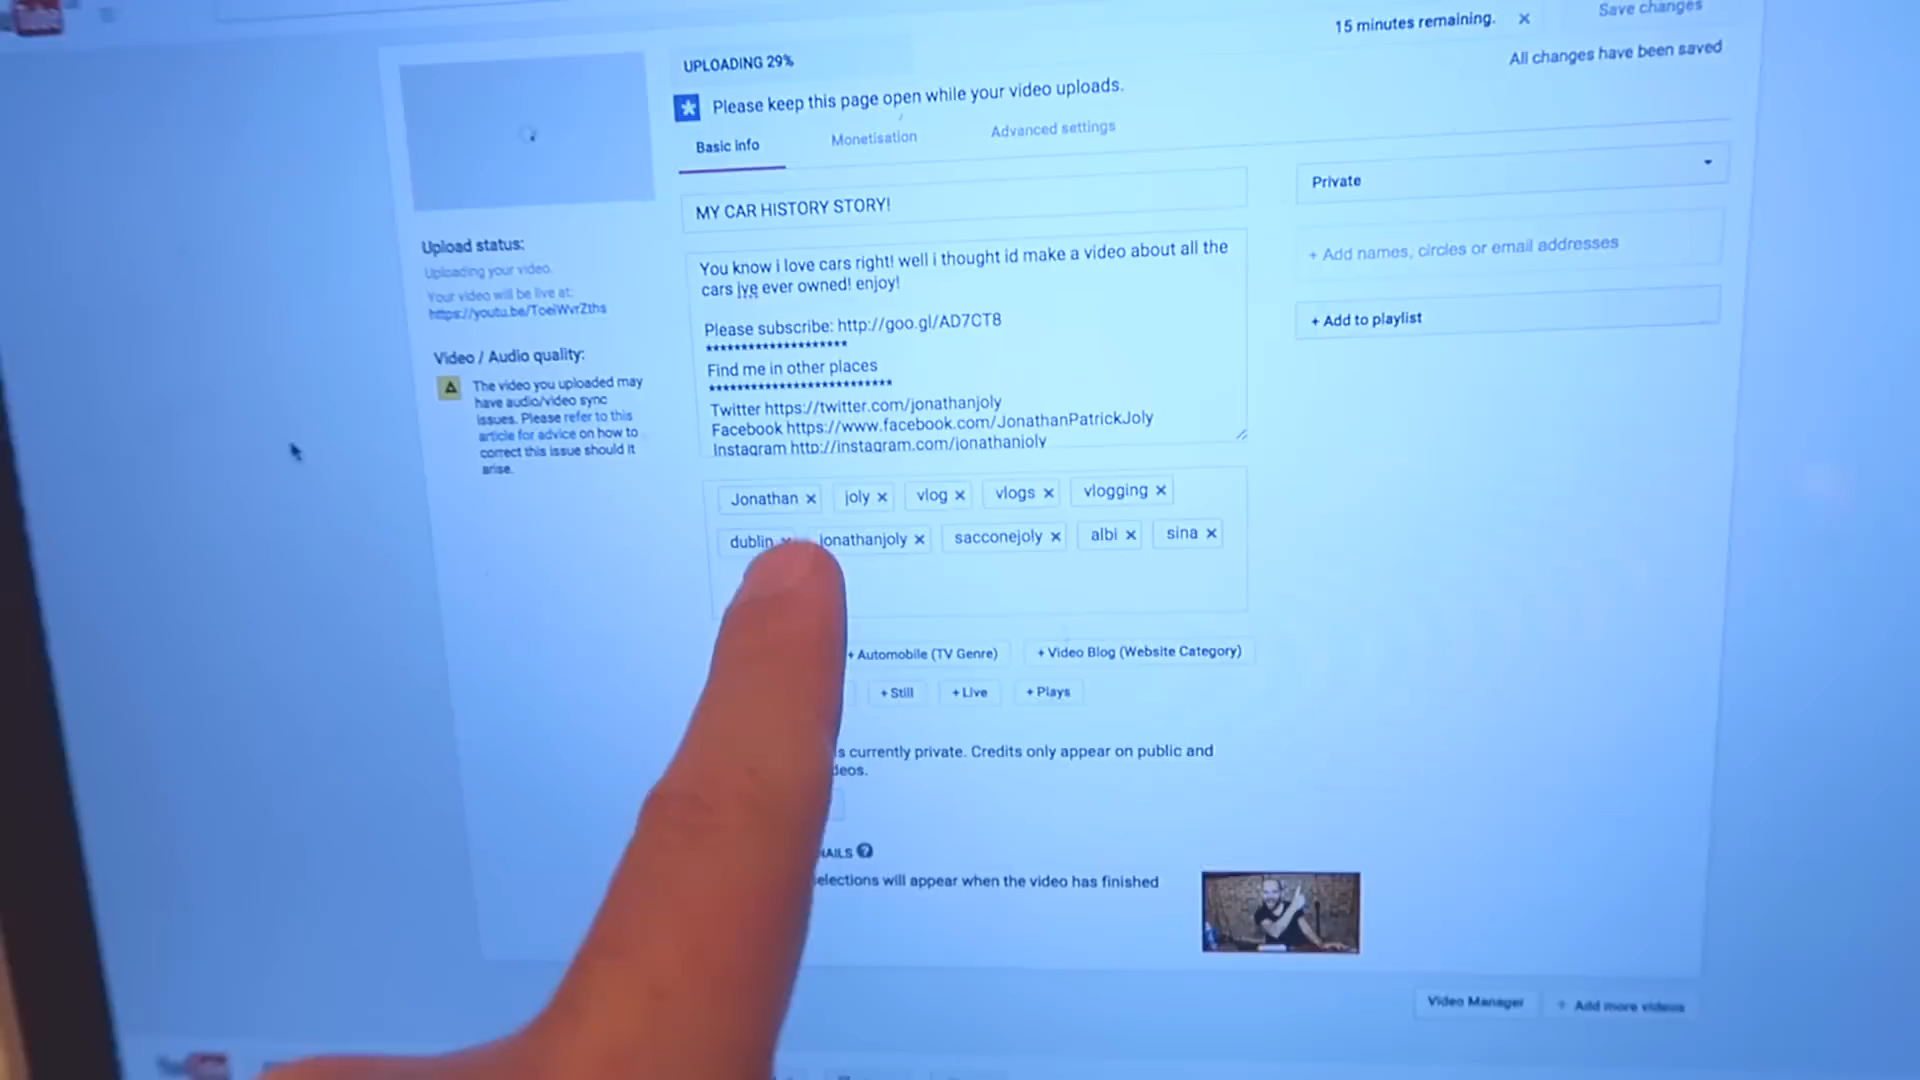 15 minutes remaining. ×
Save changes
UPLOADING 29%
All changes have been saved
Please keep this page open while your video uploads.
Basic info
Monetisation
Advanced settings
MY CAR HISTORY STORY!
Private
You know i love cars right! well i thought id make a video about all the
cars ive ever owned! enjoy!
Please subscribe: http://goo.gl/AD7CT8
********************
Find me in other places
**************************
Twitter https://twitter.com/jonathanjoly
Facebook https://www.facebook.com/JonathanPatrickJoly
Instagram http://instagram.com/jonathanjoly
+ Add names, circles or email addresses
+ Add to playlist
Upload status:
Uploading your video.
Your video will be live at:
https://youtu.be/ToeiWvrZths
Video / Audio quality:
The video you uploaded may
have audio/video sync
issues. Please refer to this
article for advice on how to
correct this issue should it
arise.
Jonathan × joly × vlog × vlogs × vlogging ×
dublin × jonathanjoly × sacconejoly × albi × sina ×
+ Automobile (TV Genre) + Video Blog (Website Category)
+ Still + Live + Plays
s currently private. Credits only appear on public and
deos.
NAILS ?
elections will appear when the video has finished
Video Manager
+ Add more videos